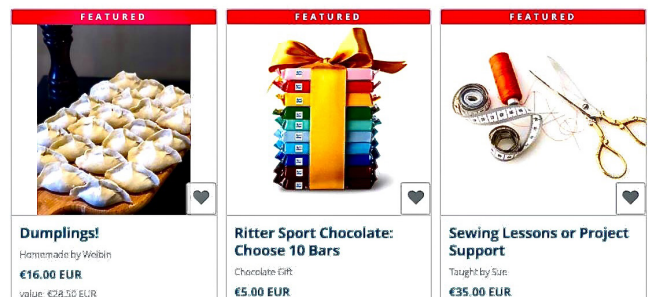 FEATURED
Dumplings!
Homemade by Weibin
€16.00 EUR
value: €28.50 EUR
FEATURED
Ritter Sport Chocolate:
Choose 10 Bars
Chocolate Gift
€5.00 EUR
FEATURED
Sewing Lessons or Project
Support
Taught by Sue
€35.00 EUR